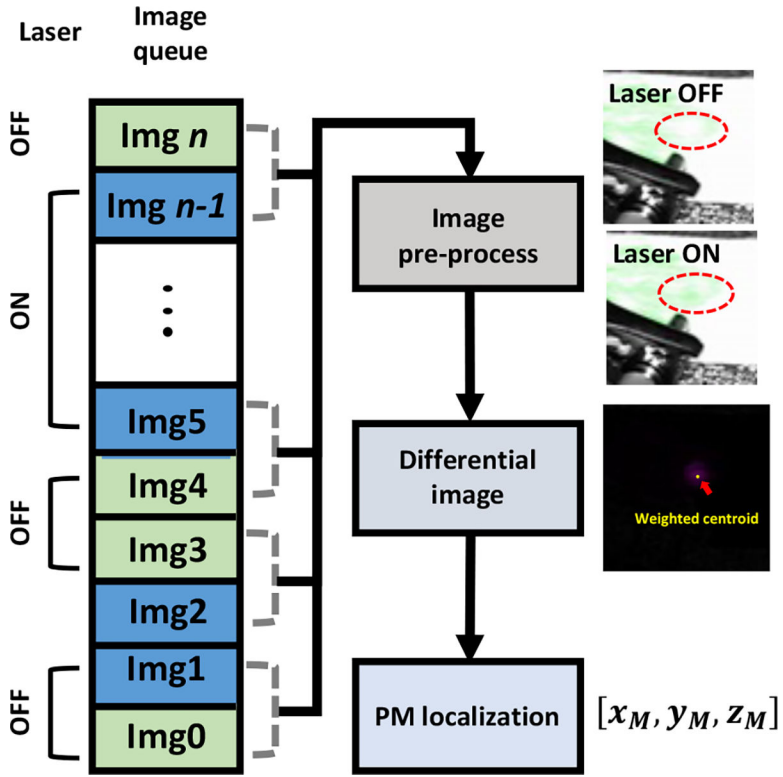 Laser
Image
queue
OFF
ON
OFF
OFF
Img n
Img n-1
Img5
Img4
Img3
Img2
Img1
Img0
Image
pre-process
Differential
image
PM localization
Laser OFF
Laser ON
Weighted centroid
[x_M, y_M, z_M]